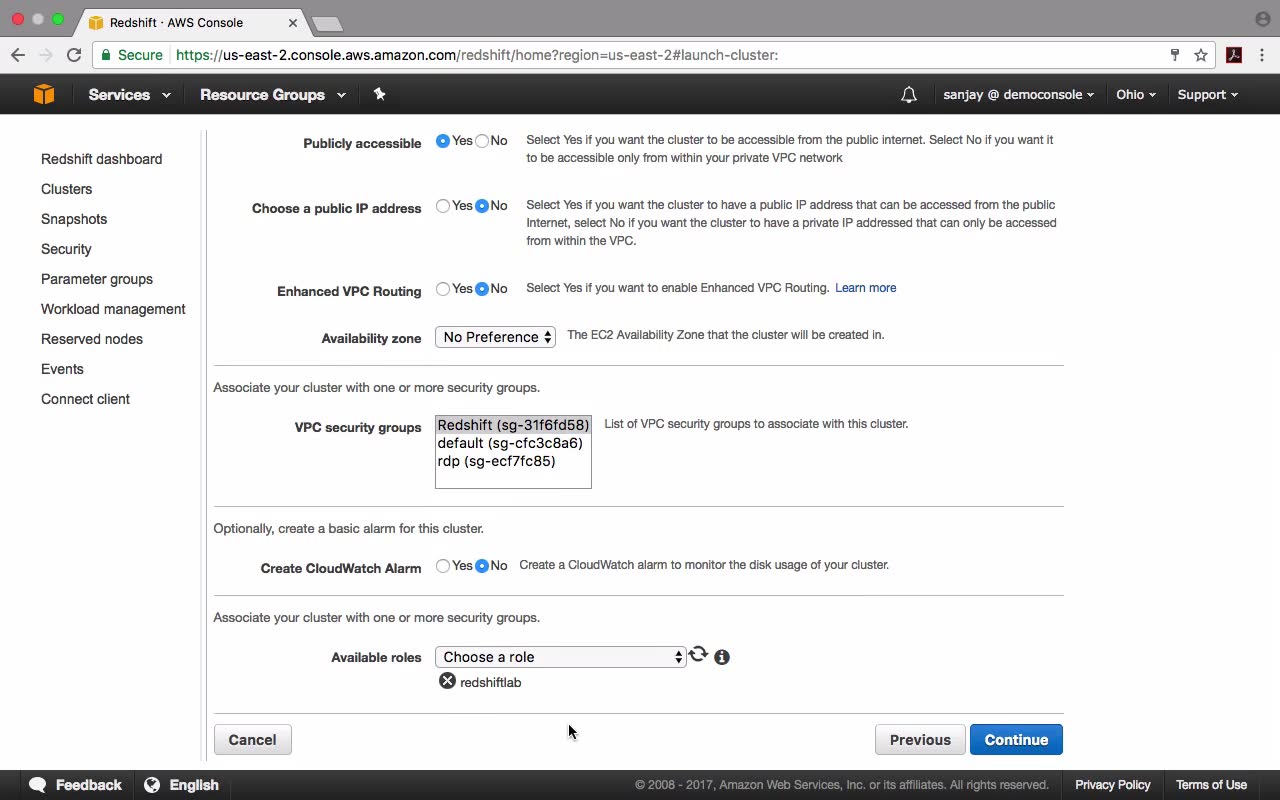 Redshift · AWS Console
Secure https://us-east-2.console.aws.amazon.com/redshift/home?region=us-east-2#launch-cluster:
Services Resource Groups sanjay @ democonsole Ohio Support
Redshift dashboard
Clusters
Snapshots
Security
Parameter groups
Workload management
Reserved nodes
Events
Connect client
Publicly accessible Yes No Select Yes if you want the cluster to be accessible from the public internet. Select No if you want it
to be accessible only from within your private VPC network
Choose a public IP address Yes No Select Yes if you want the cluster to have a public IP address that can be accessed from the public
Internet, select No if you want the cluster to have a private IP addressed that can only be accessed
from within the VPC.
Enhanced VPC Routing Yes No Select Yes if you want to enable Enhanced VPC Routing. Learn more
Availability zone No Preference The EC2 Availability Zone that the cluster will be created in.
Associate your cluster with one or more security groups.
VPC security groups Redshift (sg-31f6fd58) List of VPC security groups to associate with this cluster.
default (sg-cfc3c8a6)
rdp (sg-ecf7fc85)
Optionally, create a basic alarm for this cluster.
Create CloudWatch Alarm Yes No Create a CloudWatch alarm to monitor the disk usage of your cluster.
Associate your cluster with one or more security groups.
Available roles Choose a role
redshiftlab
Cancel Previous Continue
Feedback English © 2008 - 2017, Amazon Web Services, Inc. or its affiliates. All rights reserved. Privacy Policy Terms of Use